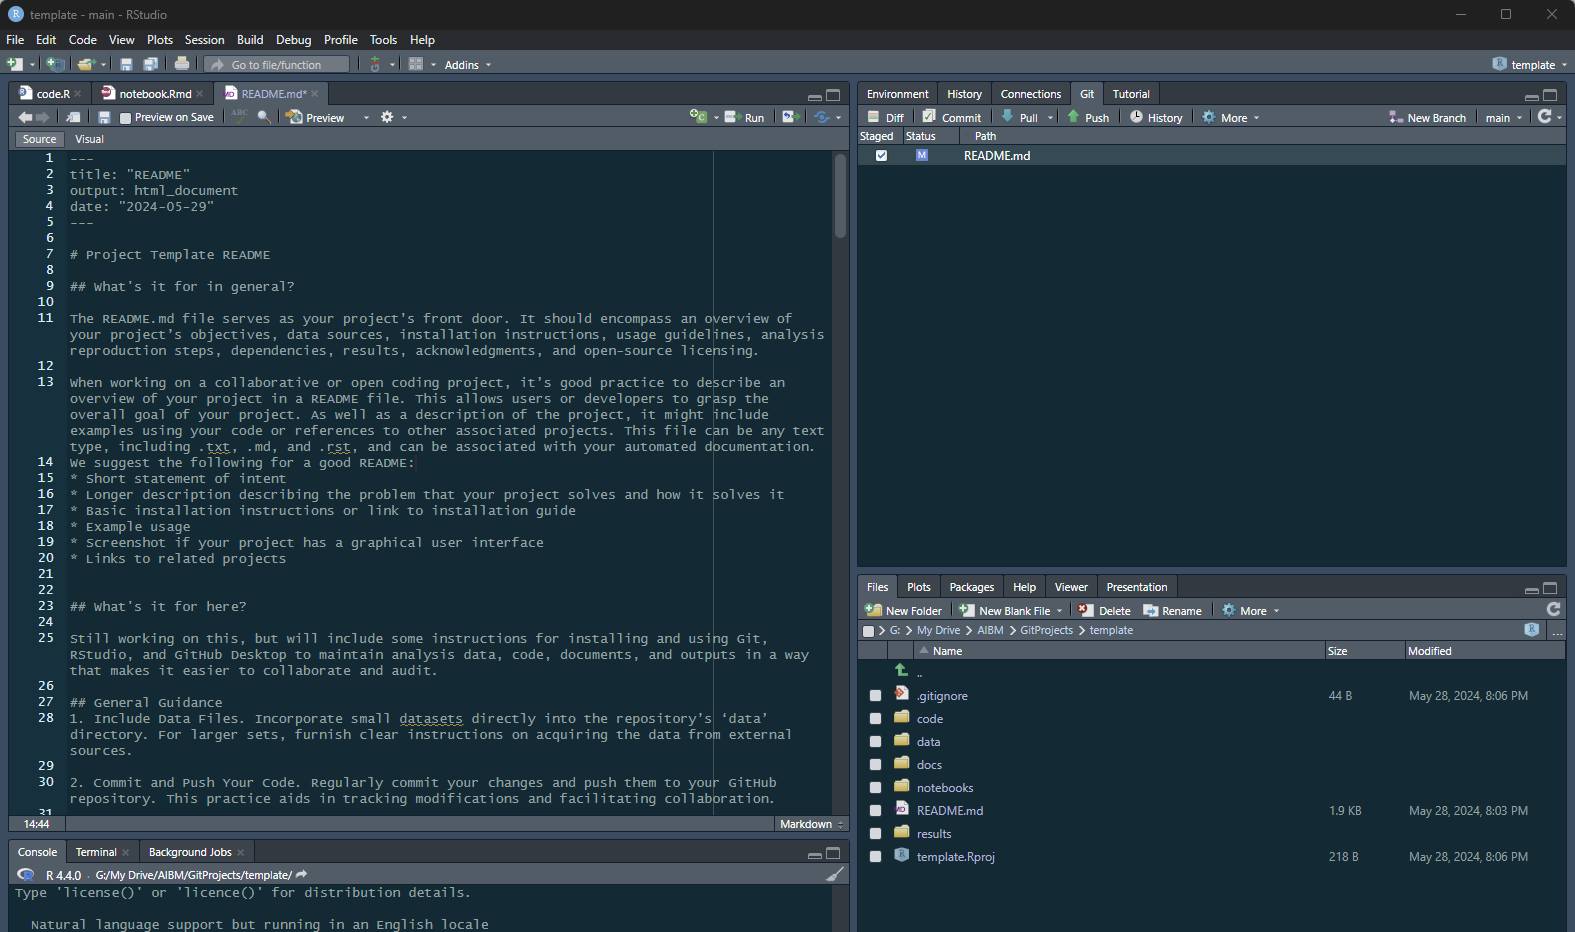 template - main - RStudio
File Edit Code View Plots Session Build Debug Profile Tools Help
Go to file/function
Addins
template
code.R
notebook.Rmd
README.md*
Preview on Save
ABC
Preview
Run
Source
Visual
1 ---
2 title: "README"
3 output: html_document
4 date: "2024-05-29"
5 ---
6
7 # Project Template README
8
9 ## What's it for in general?
10
11 The README.md file serves as your project's front door. It should encompass an overview of
your project's objectives, data sources, installation instructions, usage guidelines, analysis
reproduction steps, dependencies, results, acknowledgments, and open-source licensing.
12
13 When working on a collaborative or open coding project, it's good practice to describe an
overview of your project in a README file. This allows users or developers to grasp the
overall goal of your project. As well as a description of the project, it might include
examples using your code or references to other associated projects. This file can be any text
type, including .txt, .md, and .rst, and can be associated with your automated documentation.
14 We suggest the following for a good README:
15 * Short statement of intent
16 * Longer description describing the problem that your project solves and how it solves it
17 * Basic installation instructions or link to installation guide
18 * Example usage
19 * Screenshot if your project has a graphical user interface
20 * Links to related projects
21
22
23 ## What's it for here?
24
25 Still working on this, but will include some instructions for installing and using Git,
RStudio, and GitHub Desktop to maintain analysis data, code, documents, and outputs in a way
that makes it easier to collaborate and audit.
26
27 ## General Guidance
28 1. Include Data Files. Incorporate small datasets directly into the repository's ‘data’
directory. For larger sets, furnish clear instructions on acquiring the data from external
sources.
29
30 2. Commit and Push Your Code. Regularly commit your changes and push them to your GitHub
repository. This practice aids in tracking modifications and facilitating collaboration.
31
14:44
Markdown
Console
Terminal
Background Jobs
R 4.4.0 · G:/My Drive/AIBM/GitProjects/template/
Type 'license()' or 'licence()' for distribution details.
Natural language support but running in an English locale
Environment History Connections Git Tutorial
Diff Commit Pull Push History More New Branch main
Staged Status Path
M README.md
Files Plots Packages Help Viewer Presentation
New Folder New Blank File Delete Rename More
G: My Drive AIBM GitProjects template
...
Name Size Modified
..
.gitignore 44 B May 28, 2024, 8:06 PM
code
data
docs
notebooks
README.md 1.9 KB May 28, 2024, 8:03 PM
results
template.Rproj 218 B May 28, 2024, 8:06 PM